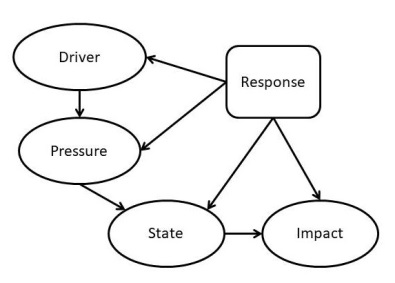 Driver
Response
Pressure
State
Impact